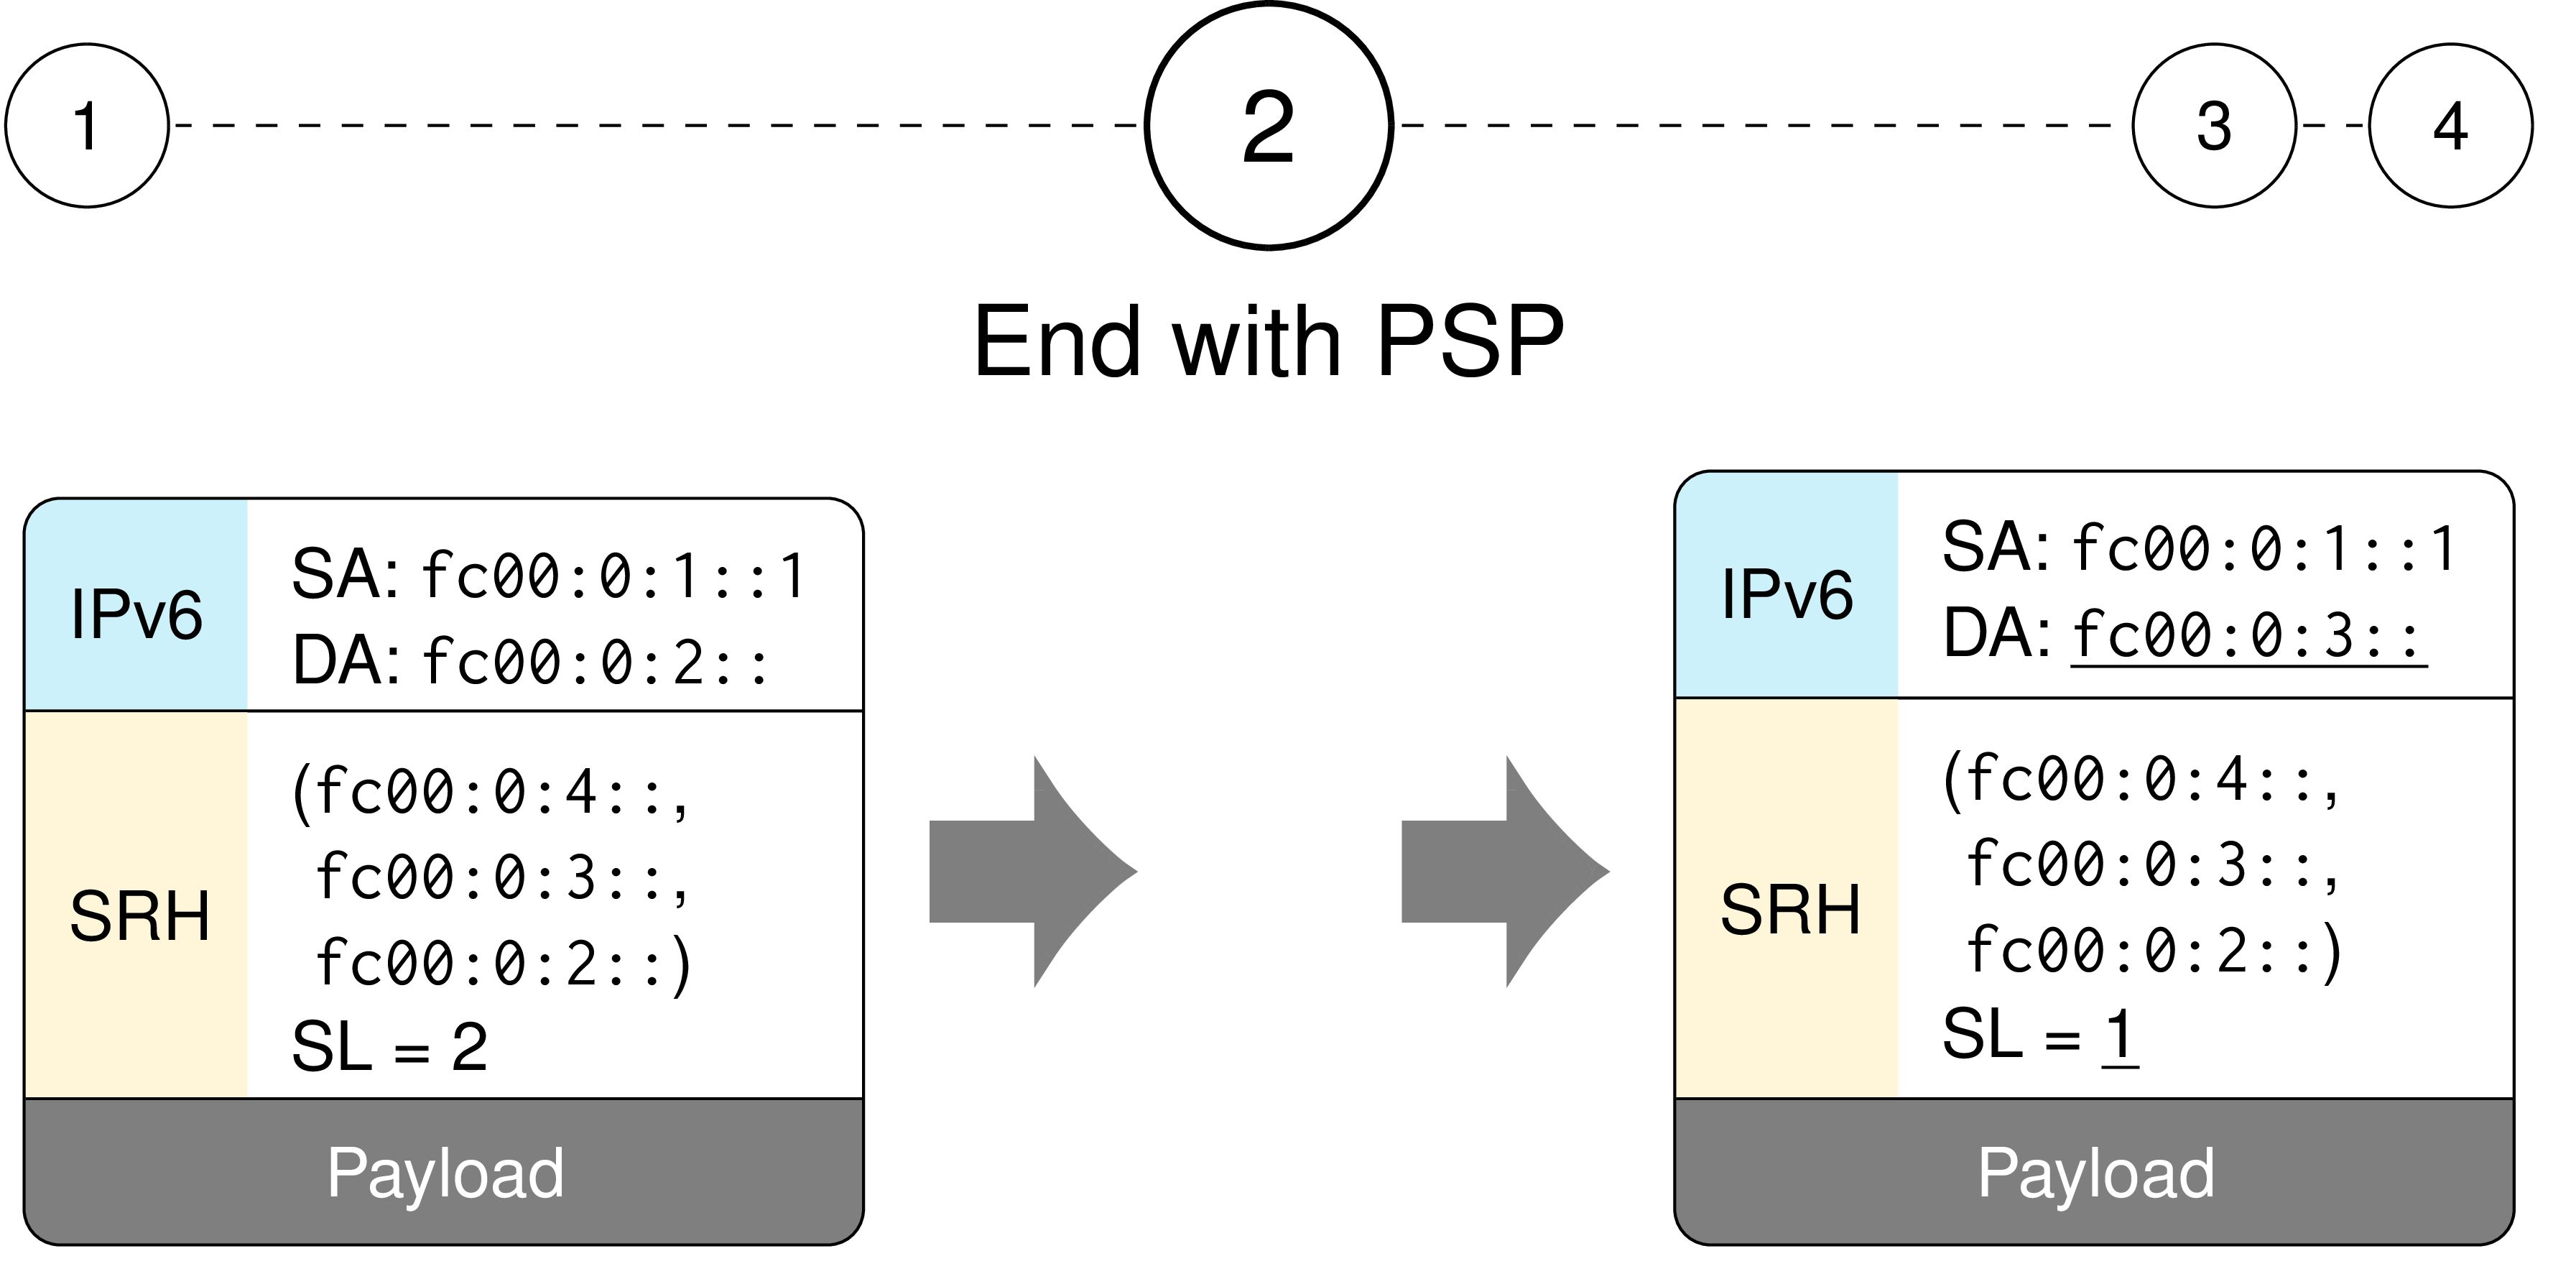 1
2
3
4
End with PSP
IPv6
SA: fc00:0:1::1
DA: fc00:0:2::
SRH
(fc00:0:4::,
fc00:0:3::,
fc00:0:2::)
SL = 2
Payload
IPv6
SA: fc00:0:1::1
DA: fc00:0:3::
SRH
(fc00:0:4::,
fc00:0:3::,
fc00:0:2::)
SL = 1
Payload